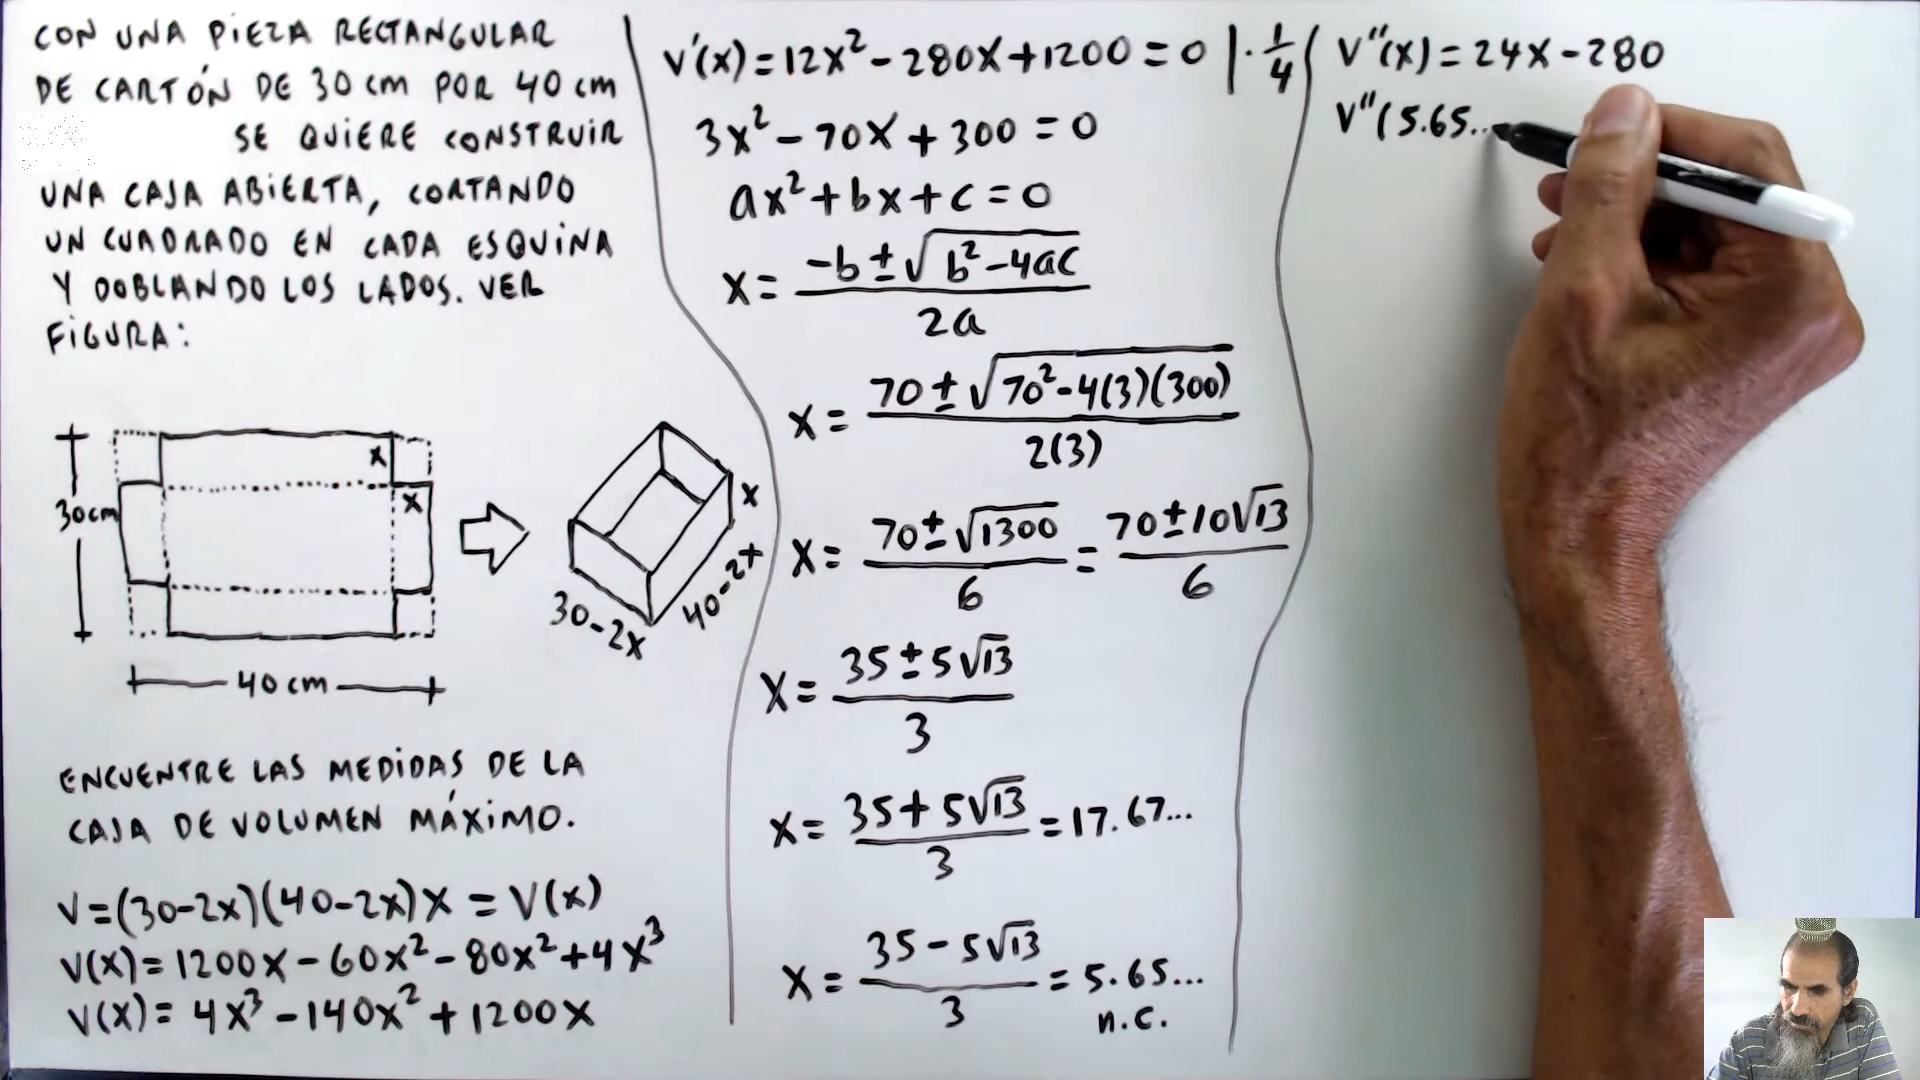 CON UNA PIEZA RECTANGULAR
DE CARTÓN DE 30 cm POR 40 cm
SE QUIERE CONSTRUIR
UNA CAJA ABIERTA, CORTANDO
UN CUADRADO EN CADA ESQUINA
Y DOBLANDO LOS LADOS. VER
FIGURA:
x
x
30cm
40 cm
x
30-2x
40-2x
ENCUENTRE LAS MEDIDAS DE LA
CAJA DE VOLUMEN MÁXIMO.
V=(30-2x)(40-2x)x = V(x)
V(x)=1200x-60x²-80x²+4x³
V(x)=4x³-140x²+1200x
V'(x)=12x²-280x+1200=0 |·1/4
3x²-70x+300=0
ax²+bx+c=0
x= (-b±√(b²-4ac))/(2a)
x= (70±√(70²-4(3)(300)))/(2(3))
x= (70±√1300)/6 = (70±10√13)/6
x= (35±5√13)/3
x= (35+5√13)/3 =17.67...
x= (35-5√13)/3 =5.65...
n.c.
V''(x)=24x-280
V''(5.65..